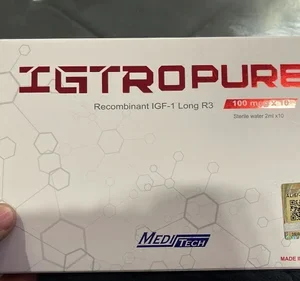 IGTROPURE
Recombinant IGF-1 Long R3
100 mcg x 10
Sterile water 2ml x10
MEDITECH
MADE